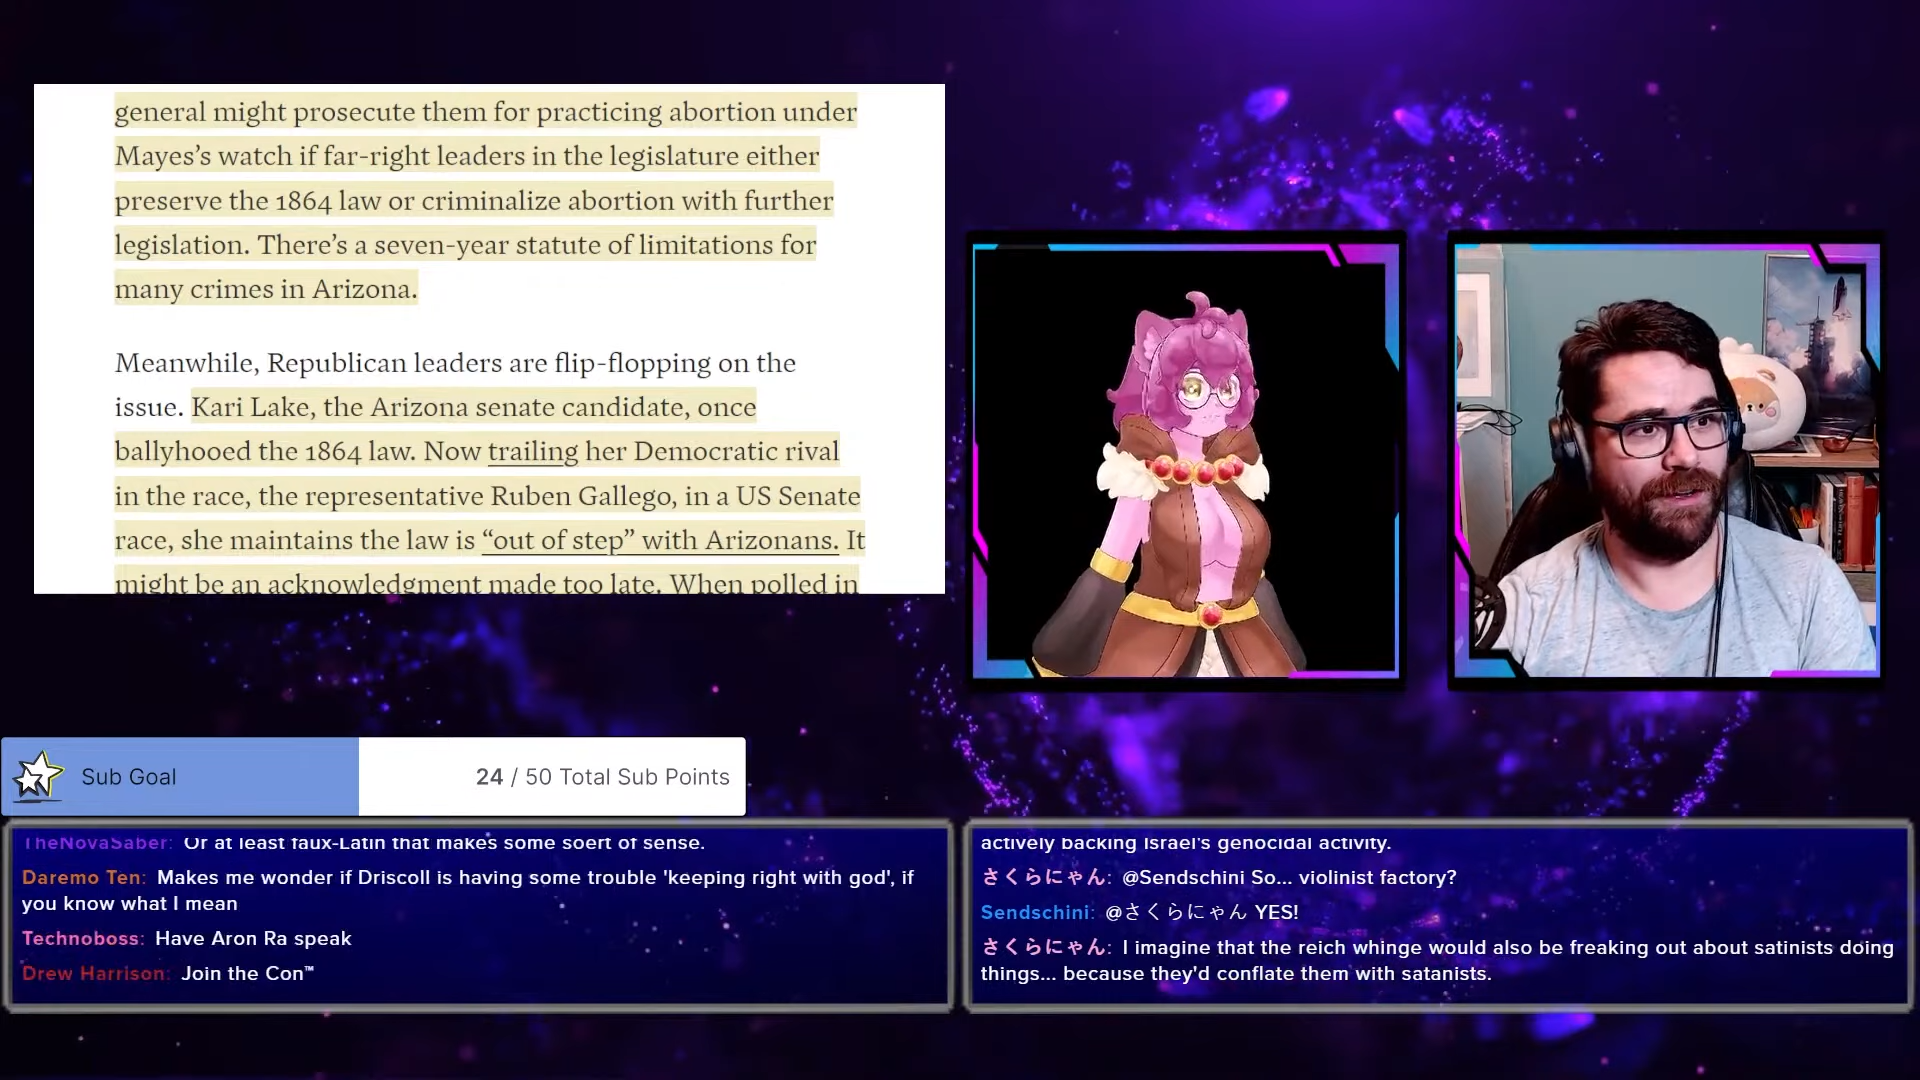 general might prosecute them for practicing abortion under
Mayes’s watch if far-right leaders in the legislature either
preserve the 1864 law or criminalize abortion with further
legislation. There’s a seven-year statute of limitations for
many crimes in Arizona.
Meanwhile, Republican leaders are flip-flopping on the
issue. Kari Lake, the Arizona senate candidate, once
ballyhooed the 1864 law. Now trailing her Democratic rival
in the race, the representative Ruben Gallego, in a US Senate
race, she maintains the law is “out of step” with Arizonans. It
might be an acknowledgment made too late. When polled in
Sub Goal
24 / 50 Total Sub Points
TheNovaSaber: Or at least faux-Latin that makes some soert of sense.
Daremo Ten: Makes me wonder if Driscoll is having some trouble 'keeping right with god', if
you know what I mean
Technoboss: Have Aron Ra speak
Drew Harrison: Join the Con™
actively backing Israel's genocidal activity.
さくらにゃん: @Sendschini So... violinist factory?
Sendschini: @さくらにゃん YES!
さくらにゃん: I imagine that the reich whinge would also be freaking out about satinists doing
things... because they'd conflate them with satanists.